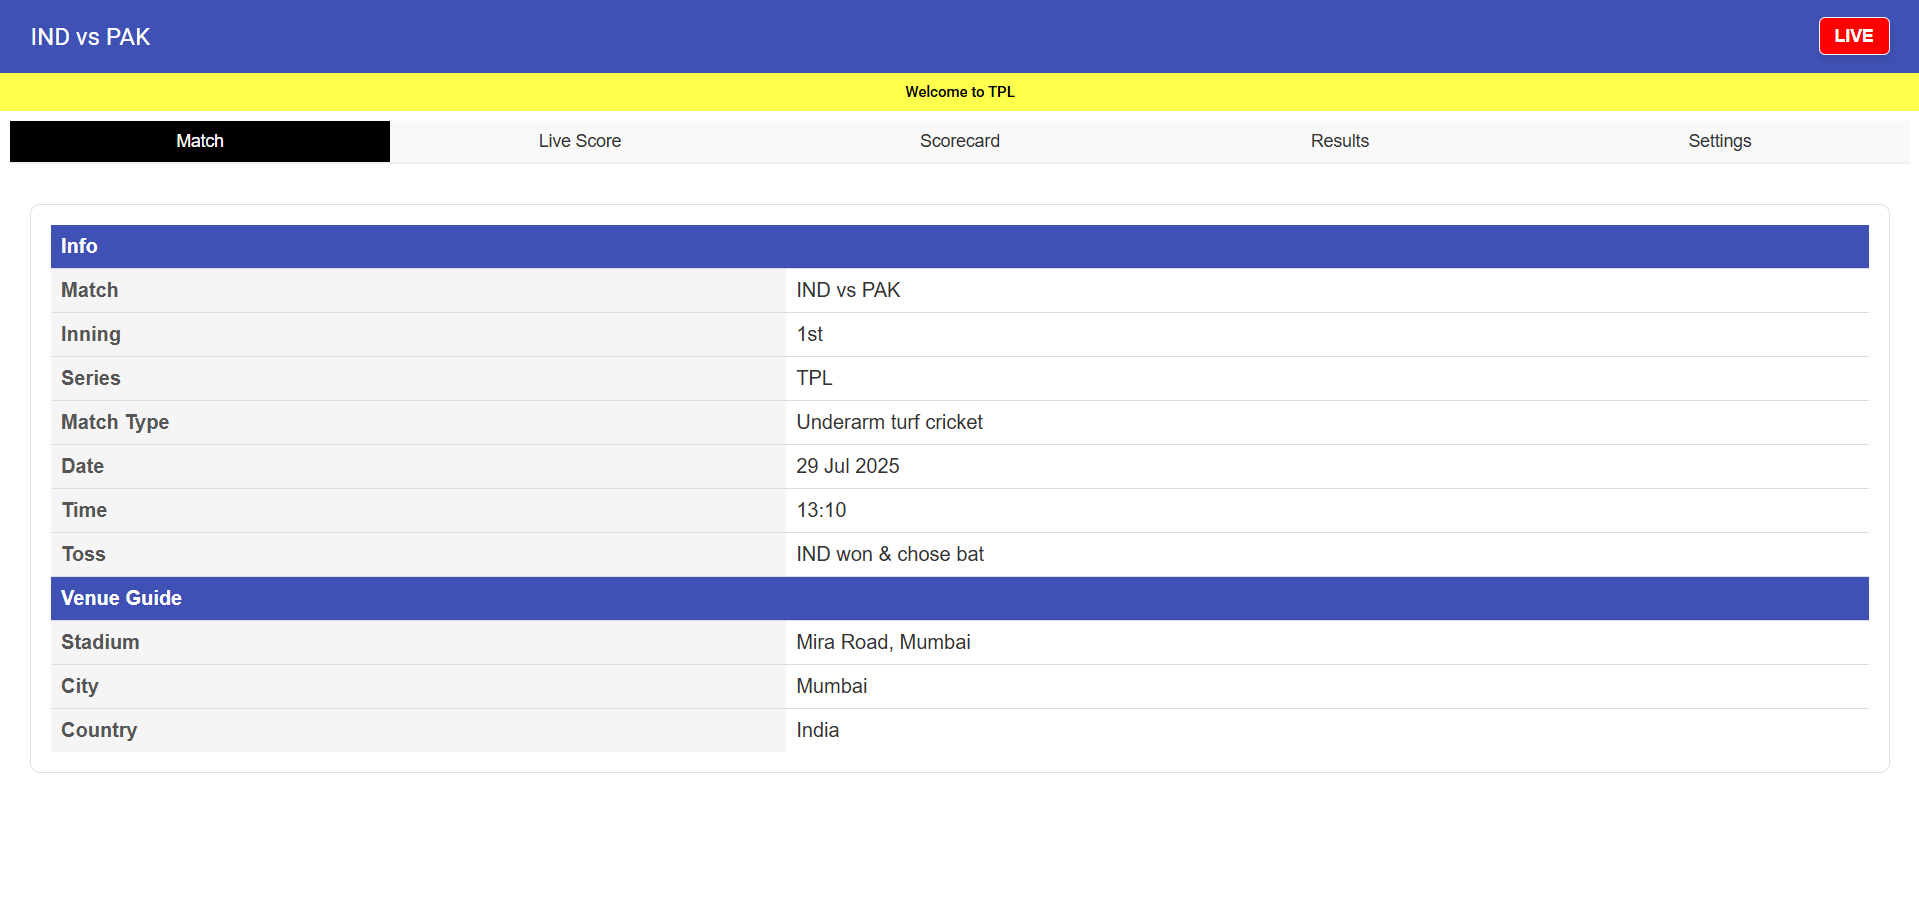 IND vs PAK
LIVE
Welcome to TPL
Match Live Score Scorecard Results Settings
Info
Match IND vs PAK
Inning 1st
Series TPL
Match Type Underarm turf cricket
Date 29 Jul 2025
Time 13:10
Toss IND won & chose bat
Venue Guide
Stadium Mira Road, Mumbai
City Mumbai
Country India